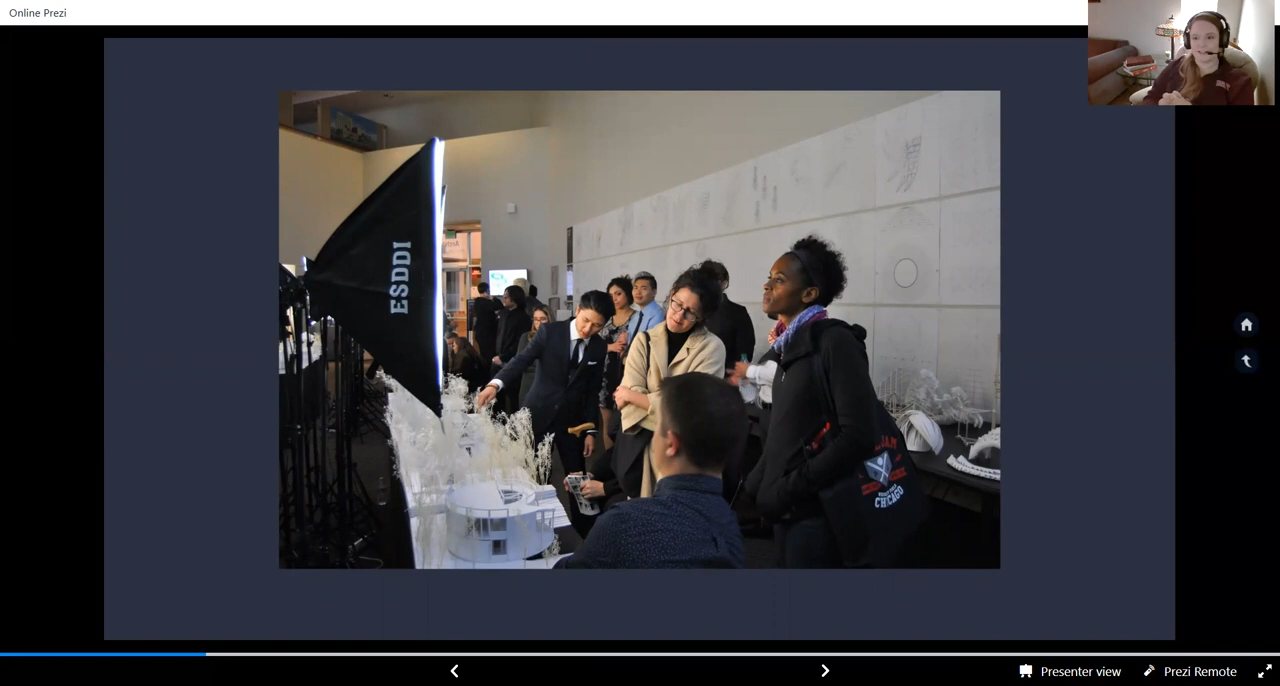 Online Prezi
ESDDI
CHICAGO
Presenter view
Prezi Remote